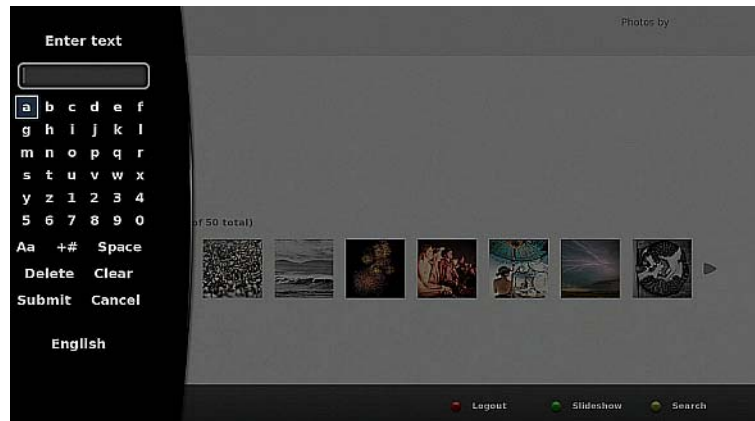 Photos by
Enter text
a b c d e f
g h i j k l
m n o p q r
s t u v w x
y z 1 2 3 4
5 6 7 8 9 0
Aa +# Space
Delete Clear
Submit Cancel
English
of 50 total)
Logout Slideshow Search